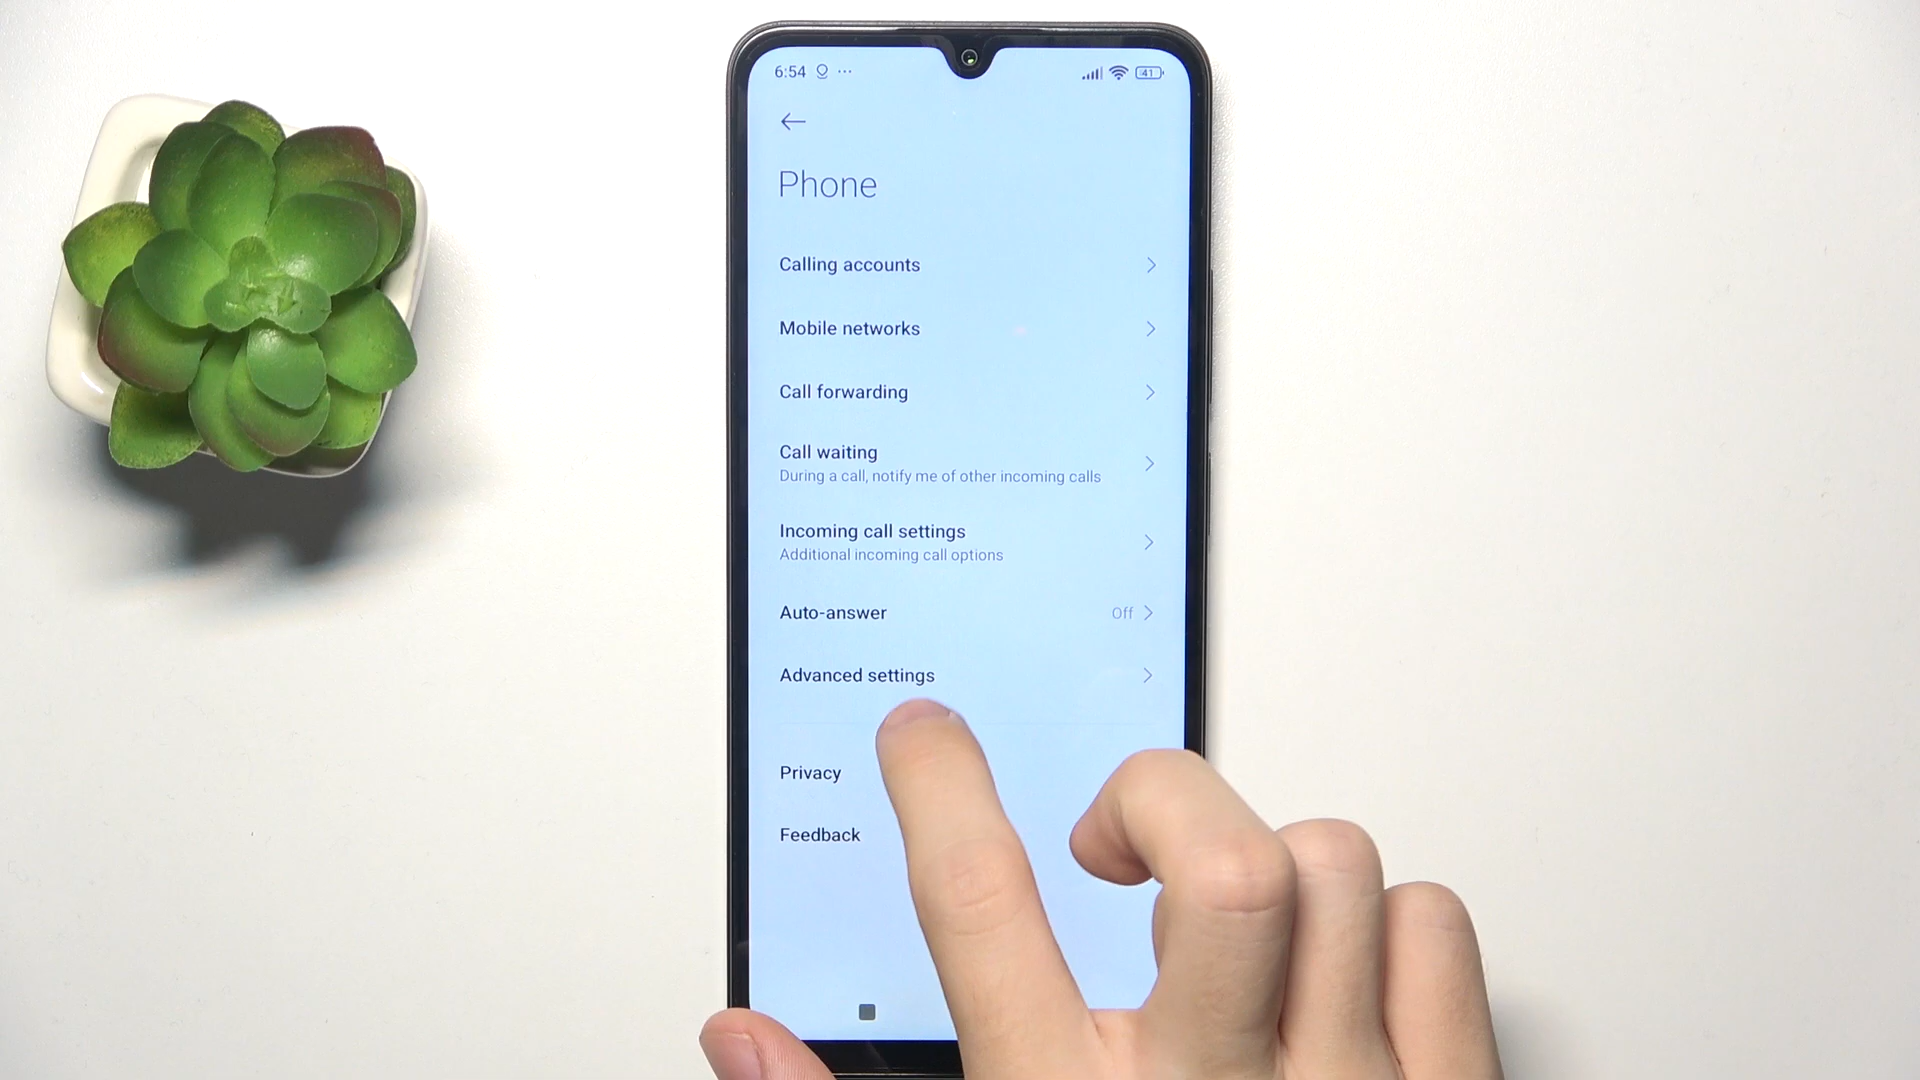 6:54 ... 41
Phone
Calling accounts
Mobile networks
Call forwarding
Call waiting
During a call, notify me of other incoming calls
Incoming call settings
Additional incoming call options
Auto-answer Off
Advanced settings
Privacy
Feedback